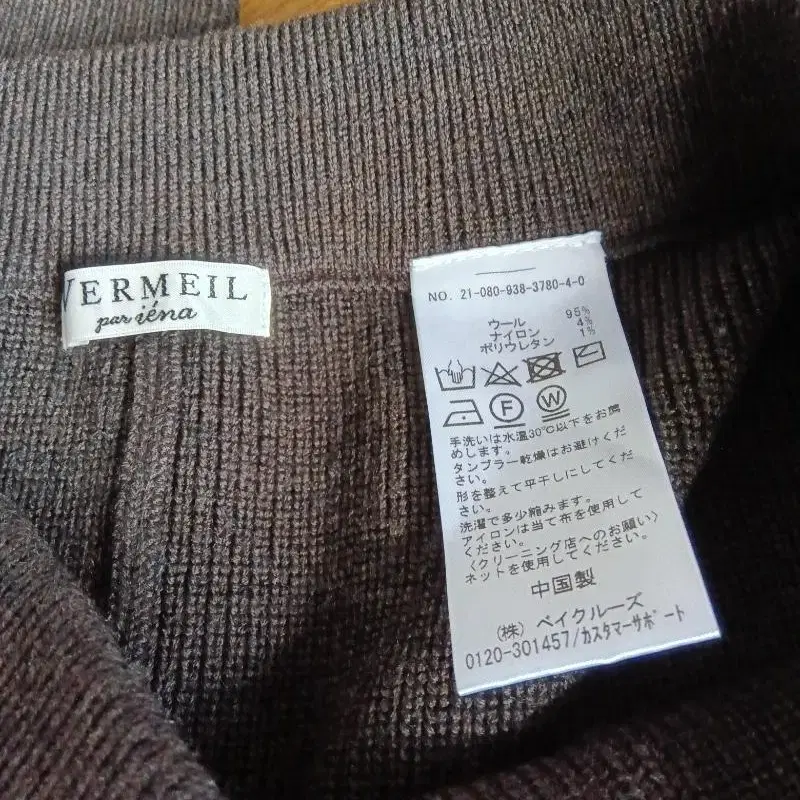 VERMEIL
par iéna
NO. 21-080-938-3780-4-0
ウール 95%
ナイロン 4%
ポリウレタン 1%
F W
手洗いは水温30℃以下をお薦
めします。
タンブラー乾燥はお避けくだ
さい。
形を整えて平干しにしてくだ
さい。
洗濯で多少縮みます。
アイロンは当て布を使用して
ください。
〈クリーニング店へのお願い〉
ネットを使用してください。
中国製
(株) ベイクルーズ
0120-301457/カスタマーサポート